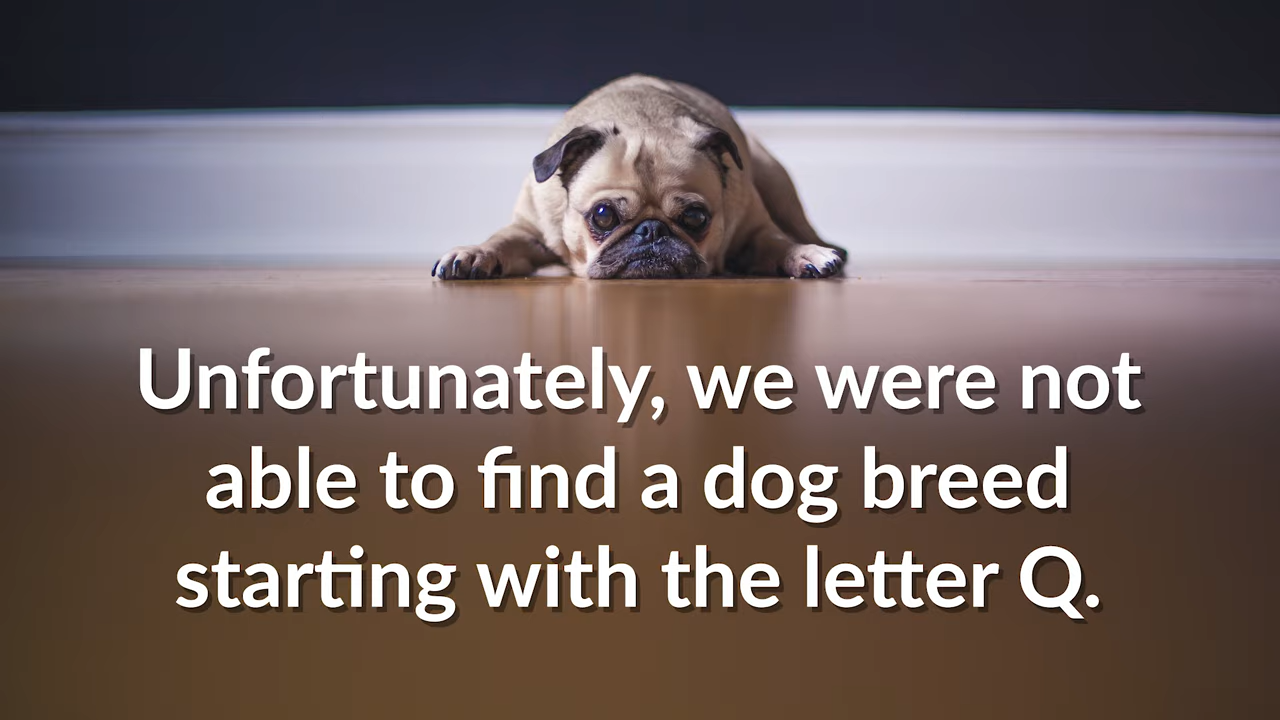 Unfortunately, we were not
able to find a dog breed
starting with the letter Q.